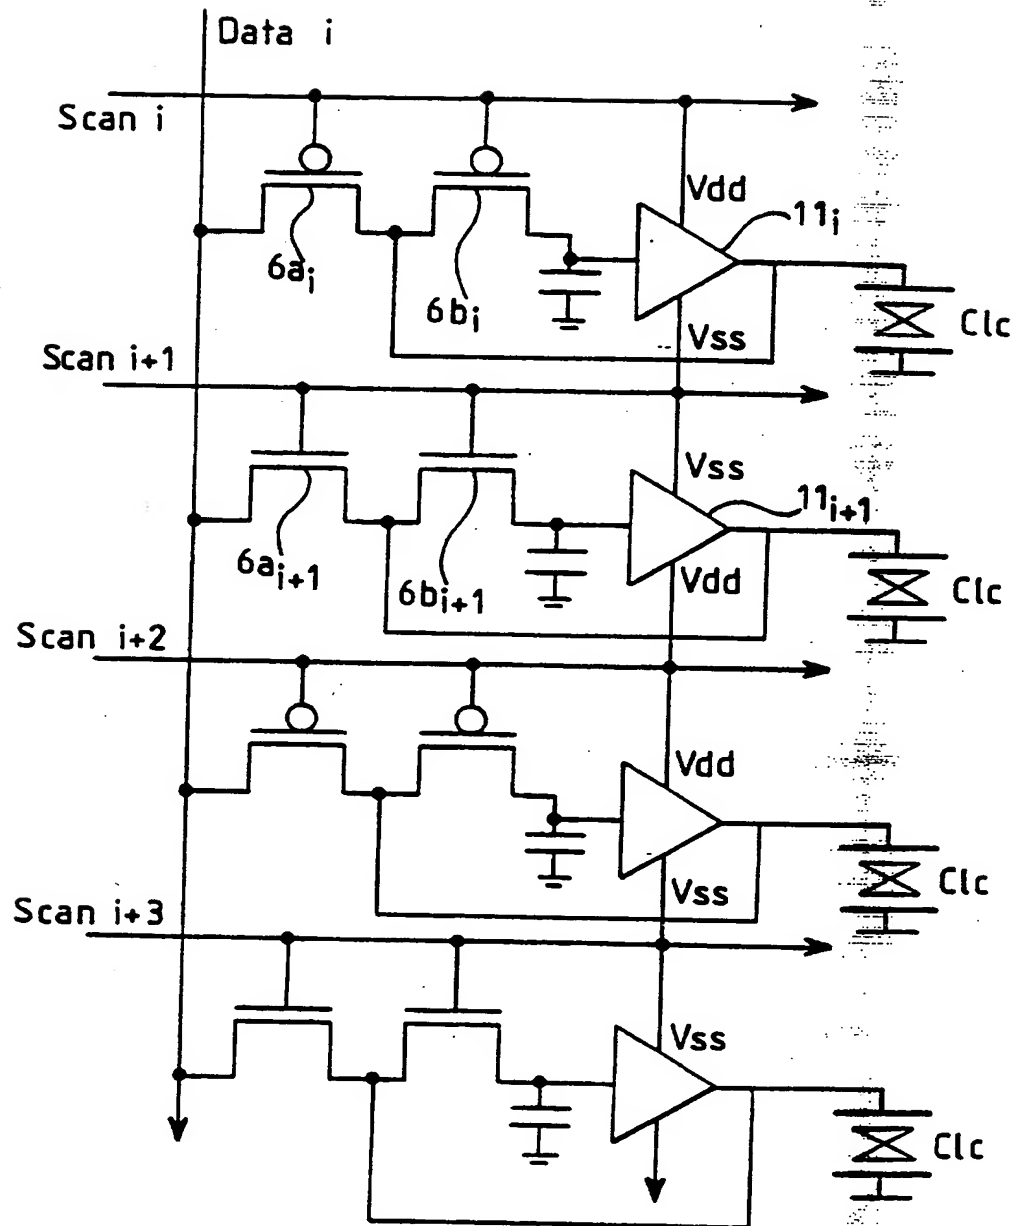 Data i
Scan i
Vdd
11i
6ai
6bi
Vss
Clc
Scan i+1
Vss
11i+1
6ai+1
6bi+1
Vdd
Clc
Scan i+2
Vdd
Vss
Clc
Scan i+3
Vss
Clc